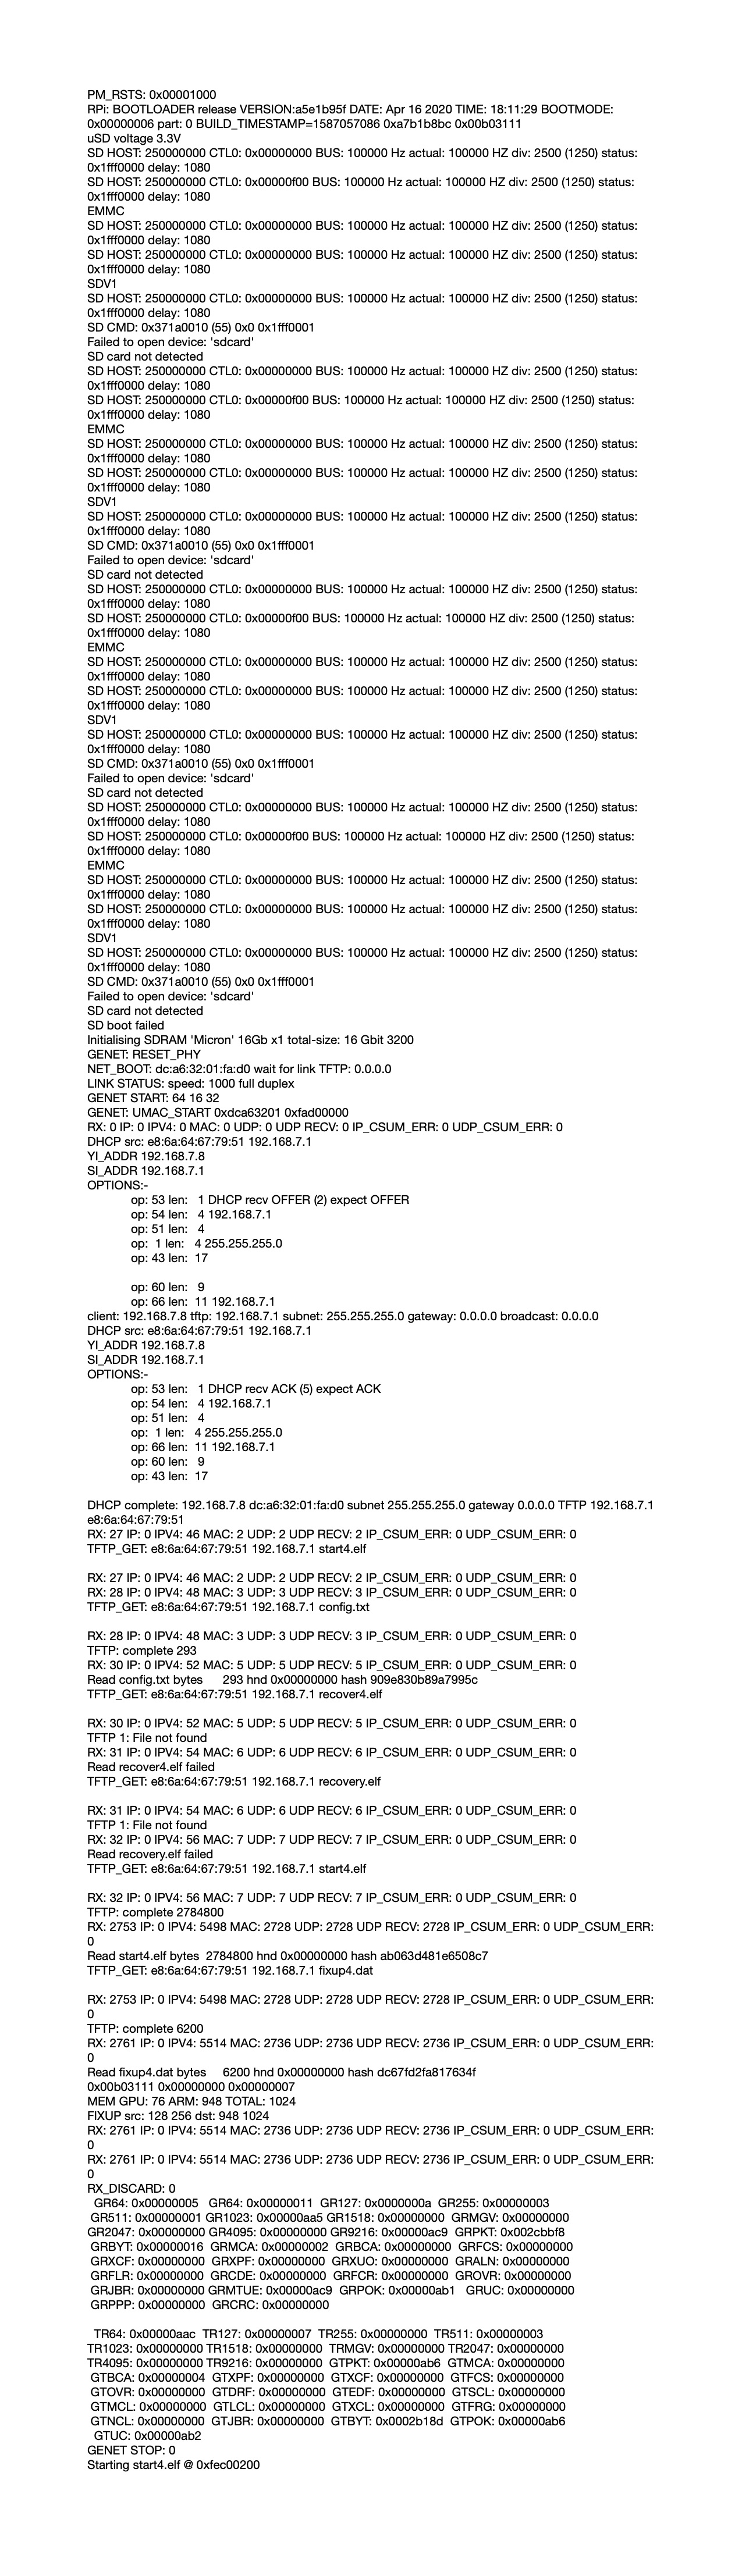 PM_RSTS: 0x00001000
RPi: BOOTLOADER release VERSION:a5e1b95f DATE: Apr 16 2020 TIME: 18:11:29 BOOTMODE:
0x00000006 part: 0 BUILD_TIMESTAMP=1587057086 0xa7b1b8bc 0x00b03111
uSD voltage 3.3V
SD HOST: 250000000 CTL0: 0x00000000 BUS: 100000 Hz actual: 100000 HZ div: 2500 (1250) status:
0x1fff0000 delay: 1080
SD HOST: 250000000 CTL0: 0x00000f00 BUS: 100000 Hz actual: 100000 HZ div: 2500 (1250) status:
0x1fff0000 delay: 1080
EMMC
SD HOST: 250000000 CTL0: 0x00000000 BUS: 100000 Hz actual: 100000 HZ div: 2500 (1250) status:
0x1fff0000 delay: 1080
SD HOST: 250000000 CTL0: 0x00000000 BUS: 100000 Hz actual: 100000 HZ div: 2500 (1250) status:
0x1fff0000 delay: 1080
SDV1
SD HOST: 250000000 CTL0: 0x00000000 BUS: 100000 Hz actual: 100000 HZ div: 2500 (1250) status:
0x1fff0000 delay: 1080
SD CMD: 0x371a0010 (55) 0x0 0x1fff0001
Failed to open device: 'sdcard'
SD card not detected
SD HOST: 250000000 CTL0: 0x00000000 BUS: 100000 Hz actual: 100000 HZ div: 2500 (1250) status:
0x1fff0000 delay: 1080
SD HOST: 250000000 CTL0: 0x00000f00 BUS: 100000 Hz actual: 100000 HZ div: 2500 (1250) status:
0x1fff0000 delay: 1080
EMMC
SD HOST: 250000000 CTL0: 0x00000000 BUS: 100000 Hz actual: 100000 HZ div: 2500 (1250) status:
0x1fff0000 delay: 1080
SD HOST: 250000000 CTL0: 0x00000000 BUS: 100000 Hz actual: 100000 HZ div: 2500 (1250) status:
0x1fff0000 delay: 1080
SDV1
SD HOST: 250000000 CTL0: 0x00000000 BUS: 100000 Hz actual: 100000 HZ div: 2500 (1250) status:
0x1fff0000 delay: 1080
SD CMD: 0x371a0010 (55) 0x0 0x1fff0001
Failed to open device: 'sdcard'
SD card not detected
SD HOST: 250000000 CTL0: 0x00000000 BUS: 100000 Hz actual: 100000 HZ div: 2500 (1250) status:
0x1fff0000 delay: 1080
SD HOST: 250000000 CTL0: 0x00000f00 BUS: 100000 Hz actual: 100000 HZ div: 2500 (1250) status:
0x1fff0000 delay: 1080
EMMC
SD HOST: 250000000 CTL0: 0x00000000 BUS: 100000 Hz actual: 100000 HZ div: 2500 (1250) status:
0x1fff0000 delay: 1080
SD HOST: 250000000 CTL0: 0x00000000 BUS: 100000 Hz actual: 100000 HZ div: 2500 (1250) status:
0x1fff0000 delay: 1080
SDV1
SD HOST: 250000000 CTL0: 0x00000000 BUS: 100000 Hz actual: 100000 HZ div: 2500 (1250) status:
0x1fff0000 delay: 1080
SD CMD: 0x371a0010 (55) 0x0 0x1fff0001
Failed to open device: 'sdcard'
SD card not detected
SD HOST: 250000000 CTL0: 0x00000000 BUS: 100000 Hz actual: 100000 HZ div: 2500 (1250) status:
0x1fff0000 delay: 1080
SD HOST: 250000000 CTL0: 0x00000f00 BUS: 100000 Hz actual: 100000 HZ div: 2500 (1250) status:
0x1fff0000 delay: 1080
EMMC
SD HOST: 250000000 CTL0: 0x00000000 BUS: 100000 Hz actual: 100000 HZ div: 2500 (1250) status:
0x1fff0000 delay: 1080
SD HOST: 250000000 CTL0: 0x00000000 BUS: 100000 Hz actual: 100000 HZ div: 2500 (1250) status:
0x1fff0000 delay: 1080
SDV1
SD HOST: 250000000 CTL0: 0x00000000 BUS: 100000 Hz actual: 100000 HZ div: 2500 (1250) status:
0x1fff0000 delay: 1080
SD CMD: 0x371a0010 (55) 0x0 0x1fff0001
Failed to open device: 'sdcard'
SD card not detected
SD boot failed
Initialising SDRAM 'Micron' 16Gb x1 total-size: 16 Gbit 3200
GENET: RESET_PHY
NET_BOOT: dc:a6:32:01:fa:d0 wait for link TFTP: 0.0.0.0
LINK STATUS: speed: 1000 full duplex
GENET START: 64 16 32
GENET: UMAC_START 0xdca63201 0xfad00000
RX: 0 IP: 0 IPV4: 0 MAC: 0 UDP: 0 UDP RECV: 0 IP_CSUM_ERR: 0 UDP_CSUM_ERR: 0
DHCP src: e8:6a:64:67:79:51 192.168.7.1
YI_ADDR 192.168.7.8
SI_ADDR 192.168.7.1
OPTIONS:-
op: 53 len: 1 DHCP recv OFFER (2) expect OFFER
op: 54 len: 4 192.168.7.1
op: 51 len: 4
op: 1 len: 4 255.255.255.0
op: 43 len: 17
op: 60 len: 9
op: 66 len: 11 192.168.7.1
client: 192.168.7.8 tftp: 192.168.7.1 subnet: 255.255.255.0 gateway: 0.0.0.0 broadcast: 0.0.0.0
DHCP src: e8:6a:64:67:79:51 192.168.7.1
YI_ADDR 192.168.7.8
SI_ADDR 192.168.7.1
OPTIONS:-
op: 53 len: 1 DHCP recv ACK (5) expect ACK
op: 54 len: 4 192.168.7.1
op: 51 len: 4
op: 1 len: 4 255.255.255.0
op: 66 len: 11 192.168.7.1
op: 60 len: 9
op: 43 len: 17
DHCP complete: 192.168.7.8 dc:a6:32:01:fa:d0 subnet 255.255.255.0 gateway 0.0.0.0 TFTP 192.168.7.1
e8:6a:64:67:79:51
RX: 27 IP: 0 IPV4: 46 MAC: 2 UDP: 2 UDP RECV: 2 IP_CSUM_ERR: 0 UDP_CSUM_ERR: 0
TFTP_GET: e8:6a:64:67:79:51 192.168.7.1 start4.elf
RX: 27 IP: 0 IPV4: 46 MAC: 2 UDP: 2 UDP RECV: 2 IP_CSUM_ERR: 0 UDP_CSUM_ERR: 0
RX: 28 IP: 0 IPV4: 48 MAC: 3 UDP: 3 UDP RECV: 3 IP_CSUM_ERR: 0 UDP_CSUM_ERR: 0
TFTP_GET: e8:6a:64:67:79:51 192.168.7.1 config.txt
RX: 28 IP: 0 IPV4: 48 MAC: 3 UDP: 3 UDP RECV: 3 IP_CSUM_ERR: 0 UDP_CSUM_ERR: 0
TFTP: complete 293
RX: 30 IP: 0 IPV4: 52 MAC: 5 UDP: 5 UDP RECV: 5 IP_CSUM_ERR: 0 UDP_CSUM_ERR: 0
Read config.txt bytes 293 hnd 0x00000000 hash 909e830b89a7995c
TFTP_GET: e8:6a:64:67:79:51 192.168.7.1 recover4.elf
RX: 30 IP: 0 IPV4: 52 MAC: 5 UDP: 5 UDP RECV: 5 IP_CSUM_ERR: 0 UDP_CSUM_ERR: 0
TFTP 1: File not found
RX: 31 IP: 0 IPV4: 54 MAC: 6 UDP: 6 UDP RECV: 6 IP_CSUM_ERR: 0 UDP_CSUM_ERR: 0
Read recover4.elf failed
TFTP_GET: e8:6a:64:67:79:51 192.168.7.1 recovery.elf
RX: 31 IP: 0 IPV4: 54 MAC: 6 UDP: 6 UDP RECV: 6 IP_CSUM_ERR: 0 UDP_CSUM_ERR: 0
TFTP 1: File not found
RX: 32 IP: 0 IPV4: 56 MAC: 7 UDP: 7 UDP RECV: 7 IP_CSUM_ERR: 0 UDP_CSUM_ERR: 0
Read recovery.elf failed
TFTP_GET: e8:6a:64:67:79:51 192.168.7.1 start4.elf
RX: 32 IP: 0 IPV4: 56 MAC: 7 UDP: 7 UDP RECV: 7 IP_CSUM_ERR: 0 UDP_CSUM_ERR: 0
TFTP: complete 2784800
RX: 2753 IP: 0 IPV4: 5498 MAC: 2728 UDP: 2728 UDP RECV: 2728 IP_CSUM_ERR: 0 UDP_CSUM_ERR:
0
Read start4.elf bytes 2784800 hnd 0x00000000 hash ab063d481e6508c7
TFTP_GET: e8:6a:64:67:79:51 192.168.7.1 fixup4.dat
RX: 2753 IP: 0 IPV4: 5498 MAC: 2728 UDP: 2728 UDP RECV: 2728 IP_CSUM_ERR: 0 UDP_CSUM_ERR:
0
TFTP: complete 6200
RX: 2761 IP: 0 IPV4: 5514 MAC: 2736 UDP: 2736 UDP RECV: 2736 IP_CSUM_ERR: 0 UDP_CSUM_ERR:
0
Read fixup4.dat bytes 6200 hnd 0x00000000 hash dc67fd2fa817634f
0x00b03111 0x00000000 0x00000007
MEM GPU: 76 ARM: 948 TOTAL: 1024
FIXUP src: 128 256 dst: 948 1024
RX: 2761 IP: 0 IPV4: 5514 MAC: 2736 UDP: 2736 UDP RECV: 2736 IP_CSUM_ERR: 0 UDP_CSUM_ERR:
0
RX: 2761 IP: 0 IPV4: 5514 MAC: 2736 UDP: 2736 UDP RECV: 2736 IP_CSUM_ERR: 0 UDP_CSUM_ERR:
0
RX_DISCARD: 0
GR64: 0x00000005 GR64: 0x00000011 GR127: 0x0000000a GR255: 0x00000003
GR511: 0x00000001 GR1023: 0x00000aa5 GR1518: 0x00000000 GRMGV: 0x00000000
GR2047: 0x00000000 GR4095: 0x00000000 GR9216: 0x00000ac9 GRPKT: 0x002cbbf8
GRBYT: 0x00000016 GRMCA: 0x00000002 GRBCA: 0x00000000 GRFCS: 0x00000000
GRXCF: 0x00000000 GRXPF: 0x00000000 GRXUO: 0x00000000 GRALN: 0x00000000
GRFLR: 0x00000000 GRCDE: 0x00000000 GRFCR: 0x00000000 GROVR: 0x00000000
GRJBR: 0x00000000 GRMTUE: 0x00000ac9 GRPOK: 0x00000ab1 GRUC: 0x00000000
GRPPP: 0x00000000 GRCRC: 0x00000000
TR64: 0x00000aac TR127: 0x00000007 TR255: 0x00000000 TR511: 0x00000003
TR1023: 0x00000000 TR1518: 0x00000000 TRMGV: 0x00000000 TR2047: 0x00000000
TR4095: 0x00000000 TR9216: 0x00000000 GTPKT: 0x00000ab6 GTMCA: 0x00000000
GTBCA: 0x00000004 GTXPF: 0x00000000 GTXCF: 0x00000000 GTFCS: 0x00000000
GTOVR: 0x00000000 GTDRF: 0x00000000 GTEDF: 0x00000000 GTSCL: 0x00000000
GTMCL: 0x00000000 GTLCL: 0x00000000 GTXCL: 0x00000000 GTFRG: 0x00000000
GTNCL: 0x00000000 GTJBR: 0x00000000 GTBYT: 0x0002b18d GTPOK: 0x00000ab6
GTUC: 0x00000ab2
GENET STOP: 0
Starting start4.elf @ 0xfec00200